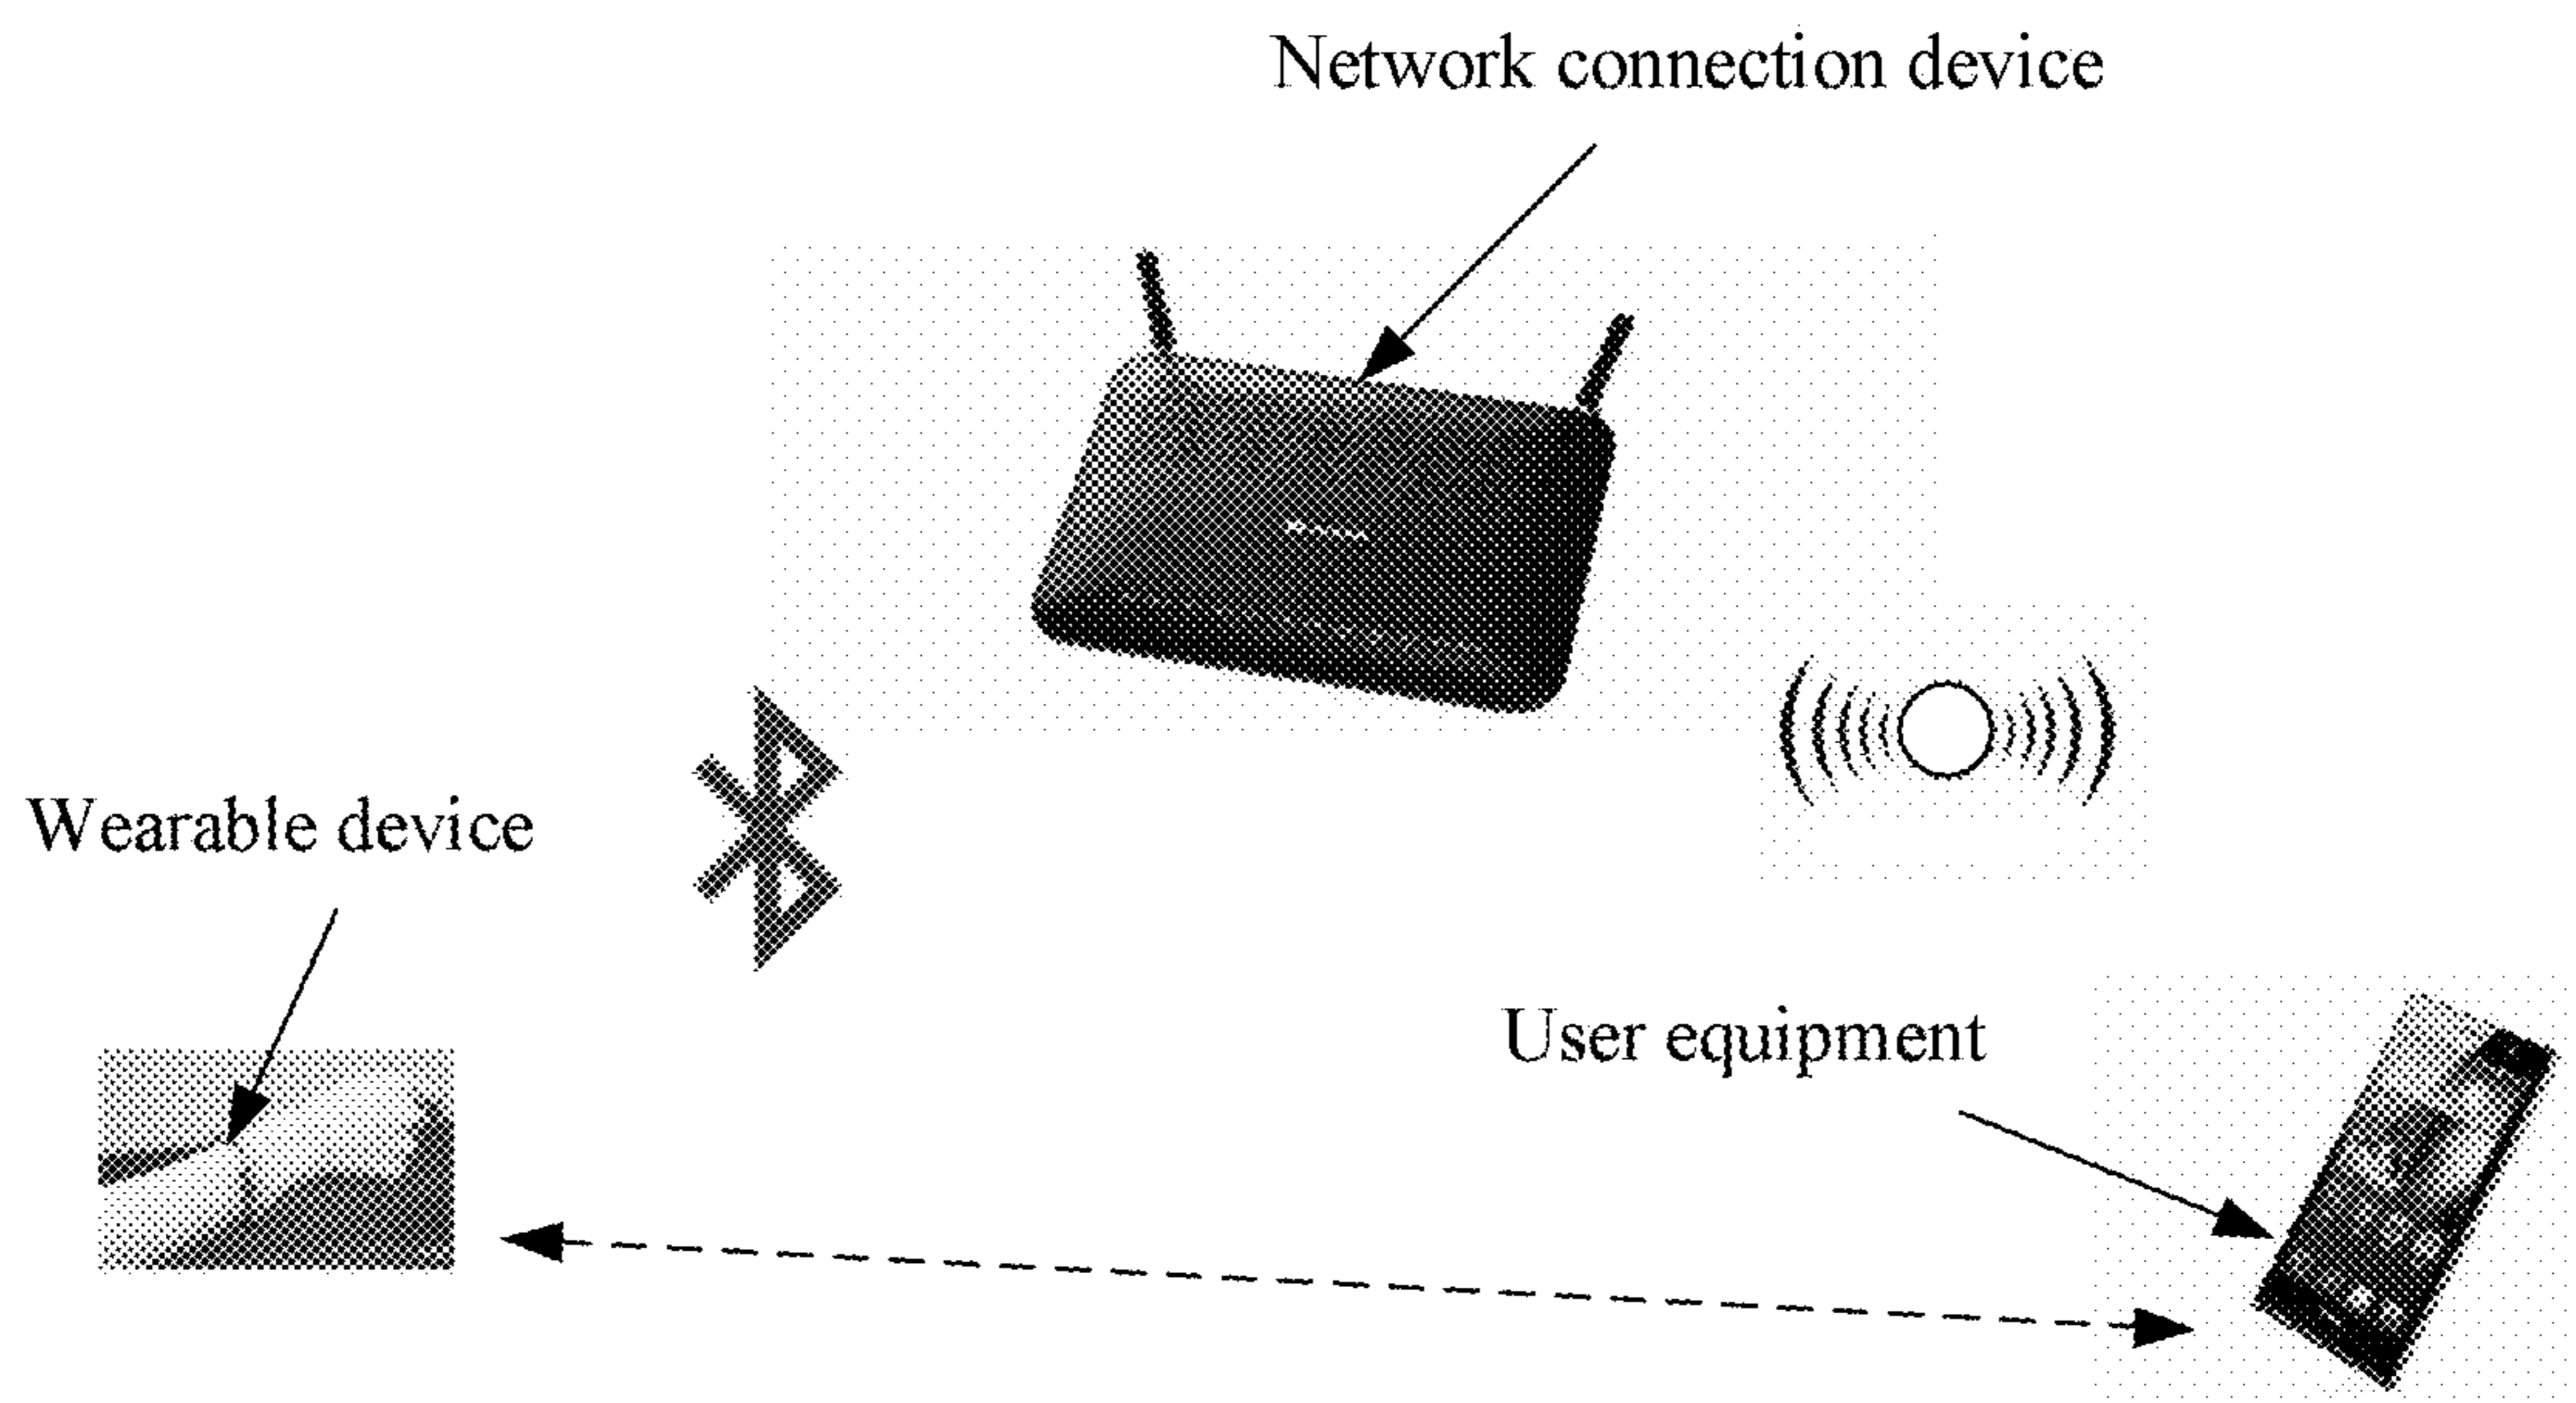 Network connection device
Wearable device
User equipment